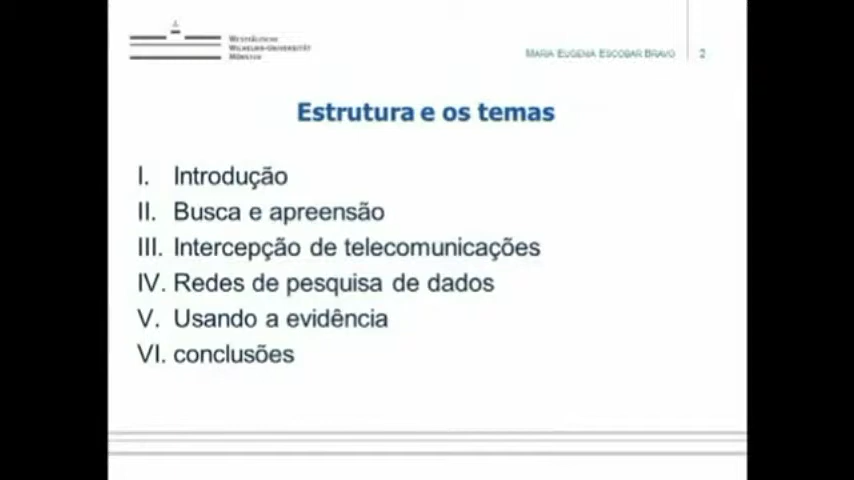 WESTFÄLISCHE
WILHELMS-UNIVERSITÄT
MÜNSTER
MARIA EUGENIA ESCOBAR BRAVO 2
Estrutura e os temas
I. Introdução
II. Busca e apreensão
III. Intercepção de telecomunicações
IV. Redes de pesquisa de dados
V. Usando a evidência
VI. conclusões